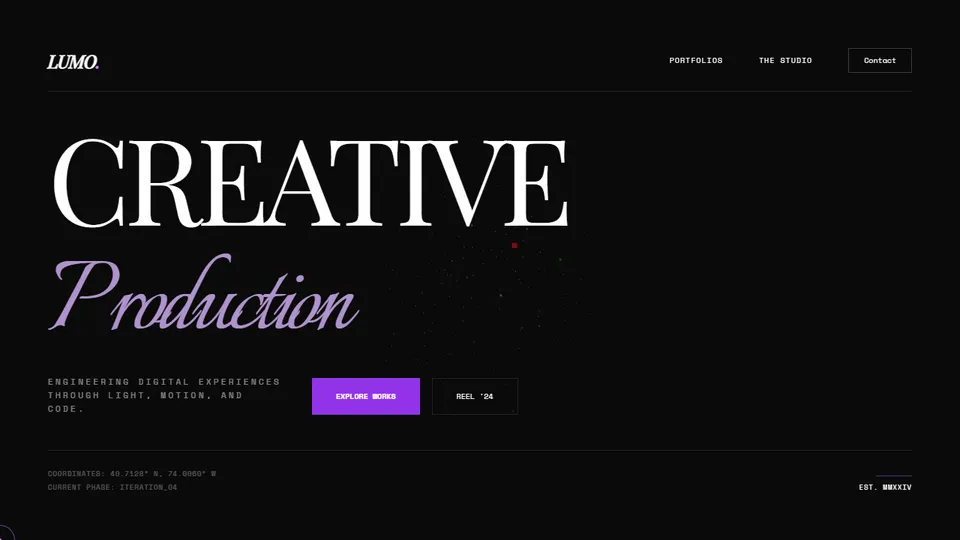 LUMO.
PORTFOLIOS
THE STUDIO
Contact
CREATIVE
Production
ENGINEERING DIGITAL EXPERIENCES
THROUGH LIGHT, MOTION, AND
CODE.
EXPLORE WORKS
REEL '24
COORDINATES: 40.7128° N, 74.0060° W
CURRENT PHASE: ITERATION_04
EST. MMXXIV